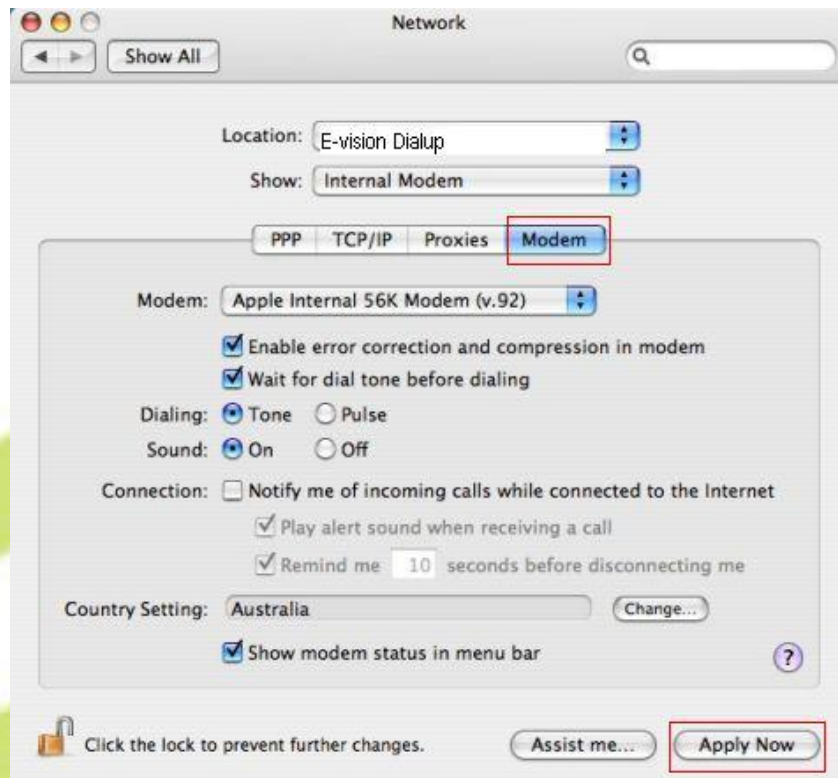 Network
Show All
Location: E-vision Dialup
Show: Internal Modem
PPP TCP/IP Proxies Modem
Modem: Apple Internal 56K Modem (v.92)
Enable error correction and compression in modem
Wait for dial tone before dialing
Dialing: Tone Pulse
Sound: On Off
Connection: Notify me of incoming calls while connected to the Internet
Play alert sound when receiving a call
Remind me 10 seconds before disconnecting me
Country Setting: Australia Change...
Show modem status in menu bar
?
Click the lock to prevent further changes. Assist me... Apply Now